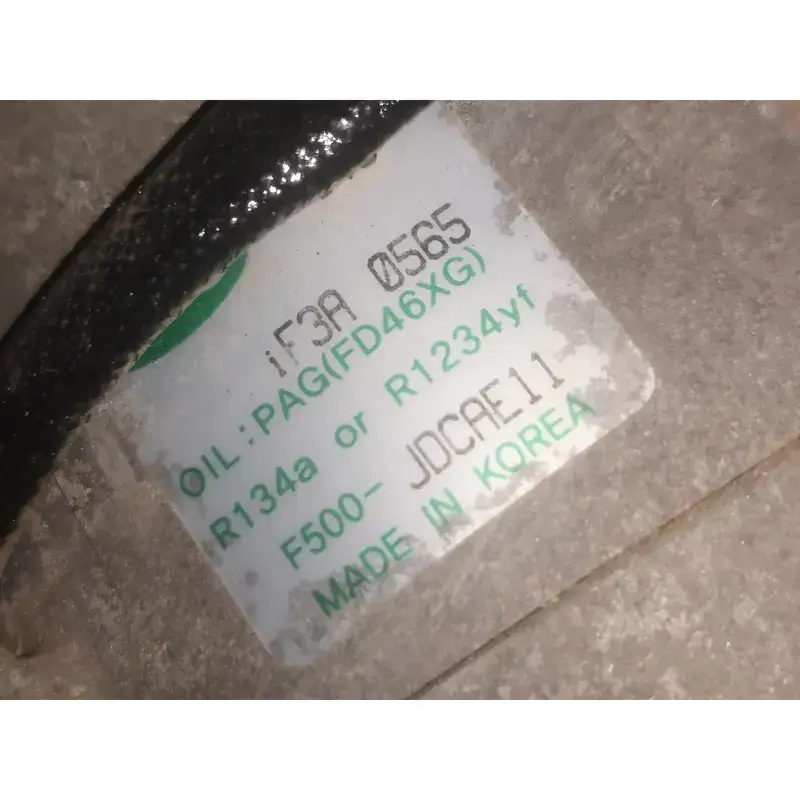 iF3A 0565
OIL:PAG(FD46XG)
R134a or R1234yf
F500-JDCAE11
MADE IN KOREA